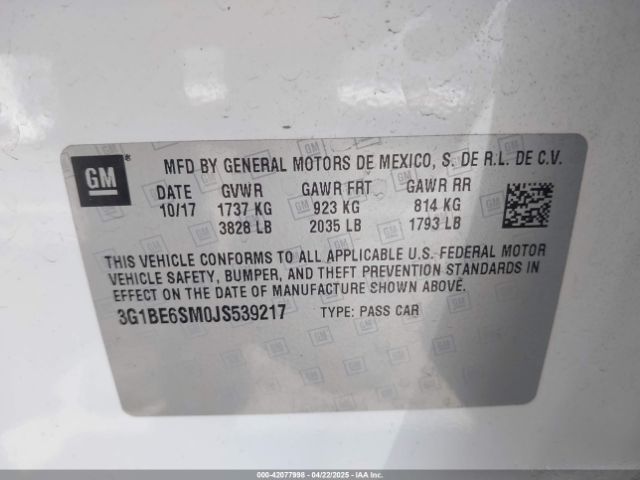 GM
MFD BY GENERAL MOTORS DE MEXICO, S. DE R.L. DE C.V.
DATE GVWR GAWR FRT GAWR RR
10/17 1737 KG 923 KG 814 KG
3828 LB 2035 LB 1793 LB
THIS VEHICLE CONFORMS TO ALL APPLICABLE U.S. FEDERAL MOTOR
VEHICLE SAFETY, BUMPER, AND THEFT PREVENTION STANDARDS IN
EFFECT ON THE DATE OF MANUFACTURE SHOWN ABOVE.
3G1BE6SM0JS539217 TYPE: PASS CAR
000-42077998 - 04/22/2025 - IAAI.COM